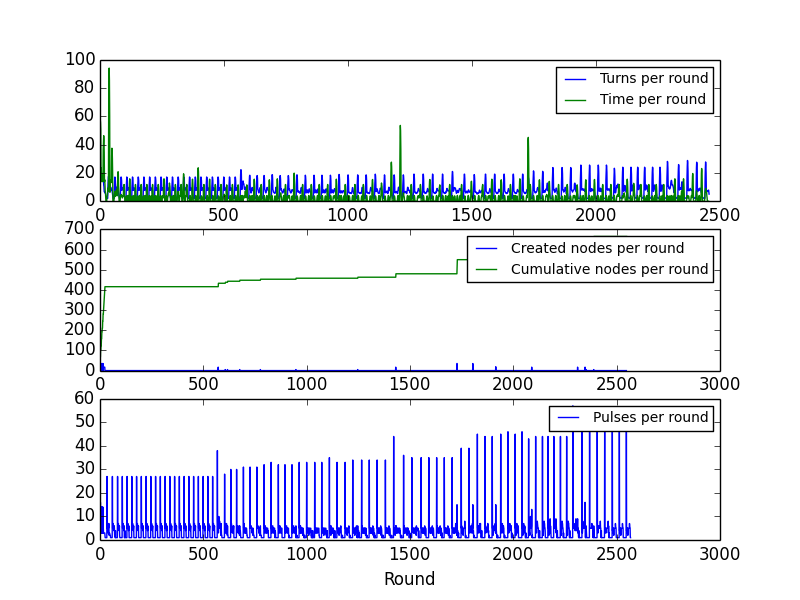 100
80
60
40
20
0
Turns per round
Time per round
0 500 1000 1500 2000 2500
700
600
500
400
300
200
100
0
Created nodes per round
Cumulative nodes per round
0 500 1000 1500 2000 2500 3000
60
50
40
30
20
10
0
Pulses per round
0 500 1000 1500 2000 2500 3000
Round